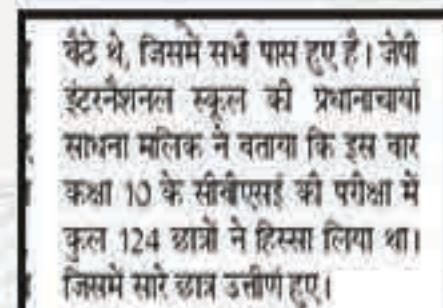 बैठे थे, जिसमें सभी पास हुए है। जेपी
इंटरनैशनल स्कूल की प्रधानाचार्या
साधना मलिक ने बताया कि इस बार
कक्षा 10 के सीबीएसई की परीक्षा में
कुल 124 छात्रों ने हिस्सा लिया था।
जिसमें सारे छात्र उत्तीर्ण हुए।